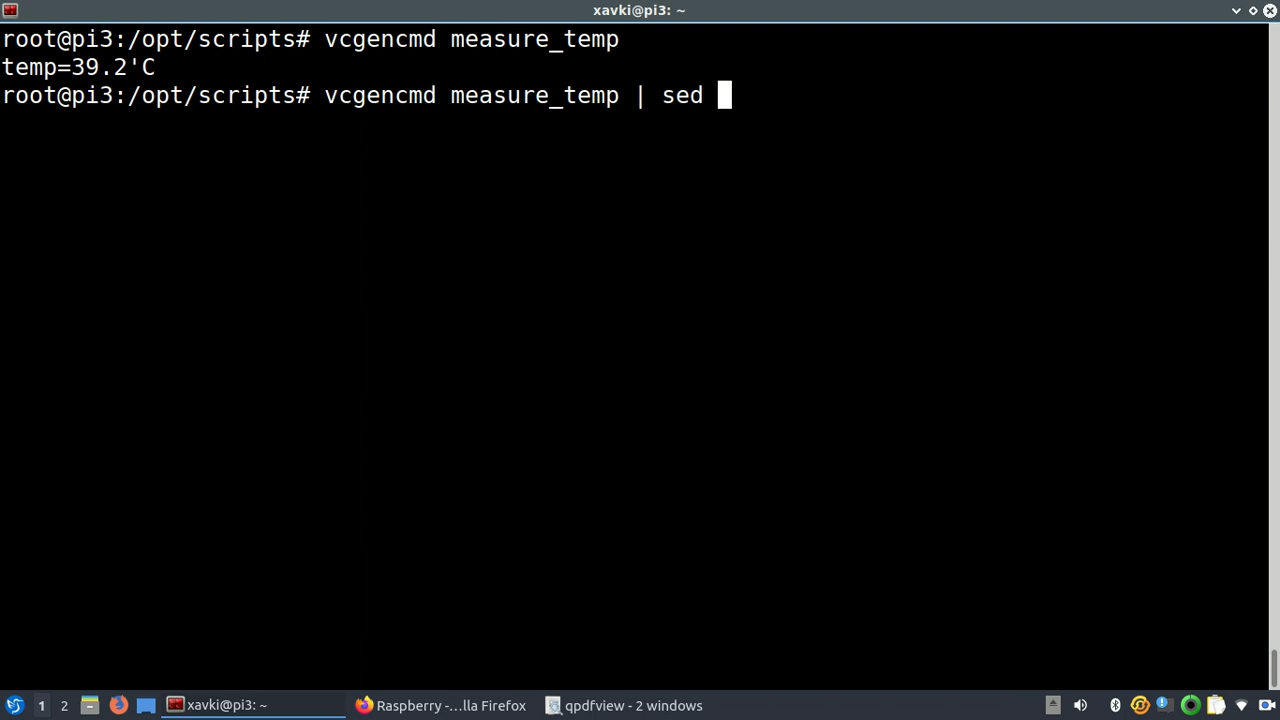 xavki@pi3: ~
root@pi3:/opt/scripts# vcgencmd measure_temp
temp=39.2'C
root@pi3:/opt/scripts# vcgencmd measure_temp | sed
1 2 xavki@pi3: ~ Raspberry -...lla Firefox qpdfview - 2 windows